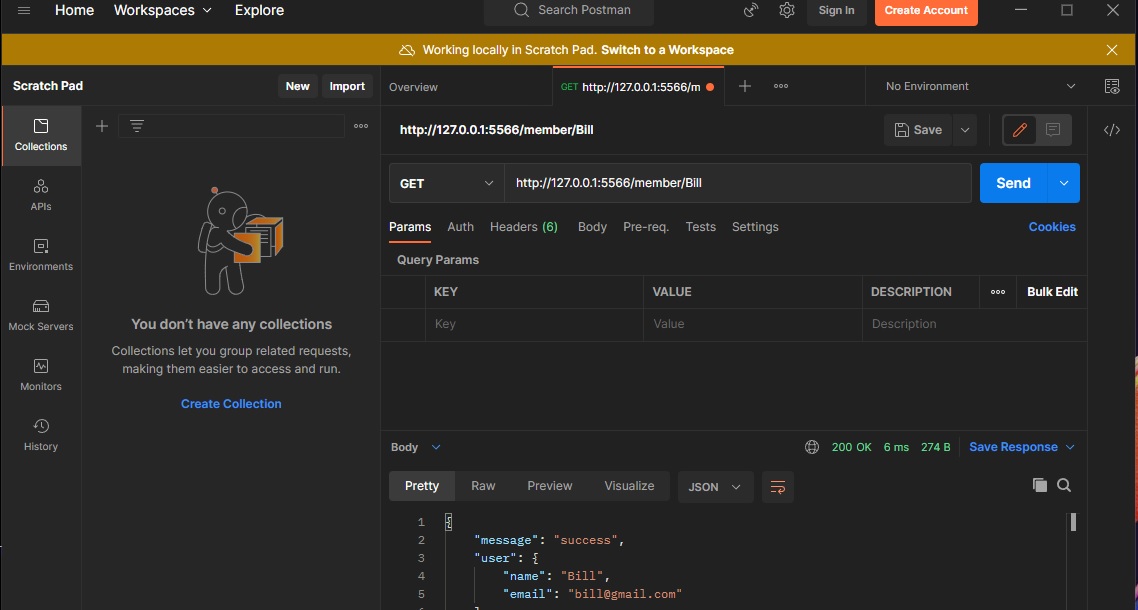 Home Workspaces Explore Search Postman Sign In Create Account
Working locally in Scratch Pad. Switch to a Workspace
Scratch Pad New Import Overview GET http://127.0.0.1:5566/m No Environment
Collections
APIs
Environments
Mock Servers
Monitors
History
You don't have any collections
Collections let you group related requests,
making them easier to access and run.
Create Collection
http://127.0.0.1:5566/member/Bill Save
GET http://127.0.0.1:5566/member/Bill Send
Params Auth Headers (6) Body Pre-req. Tests Settings Cookies
Query Params
KEY VALUE DESCRIPTION Bulk Edit
Key Value Description
Body 200 OK 6 ms 274 B Save Response
Pretty Raw Preview Visualize JSON
1 {
2 "message": "success",
3 "user": {
4 "name": "Bill",
5 "email": "bill@gmail.com"